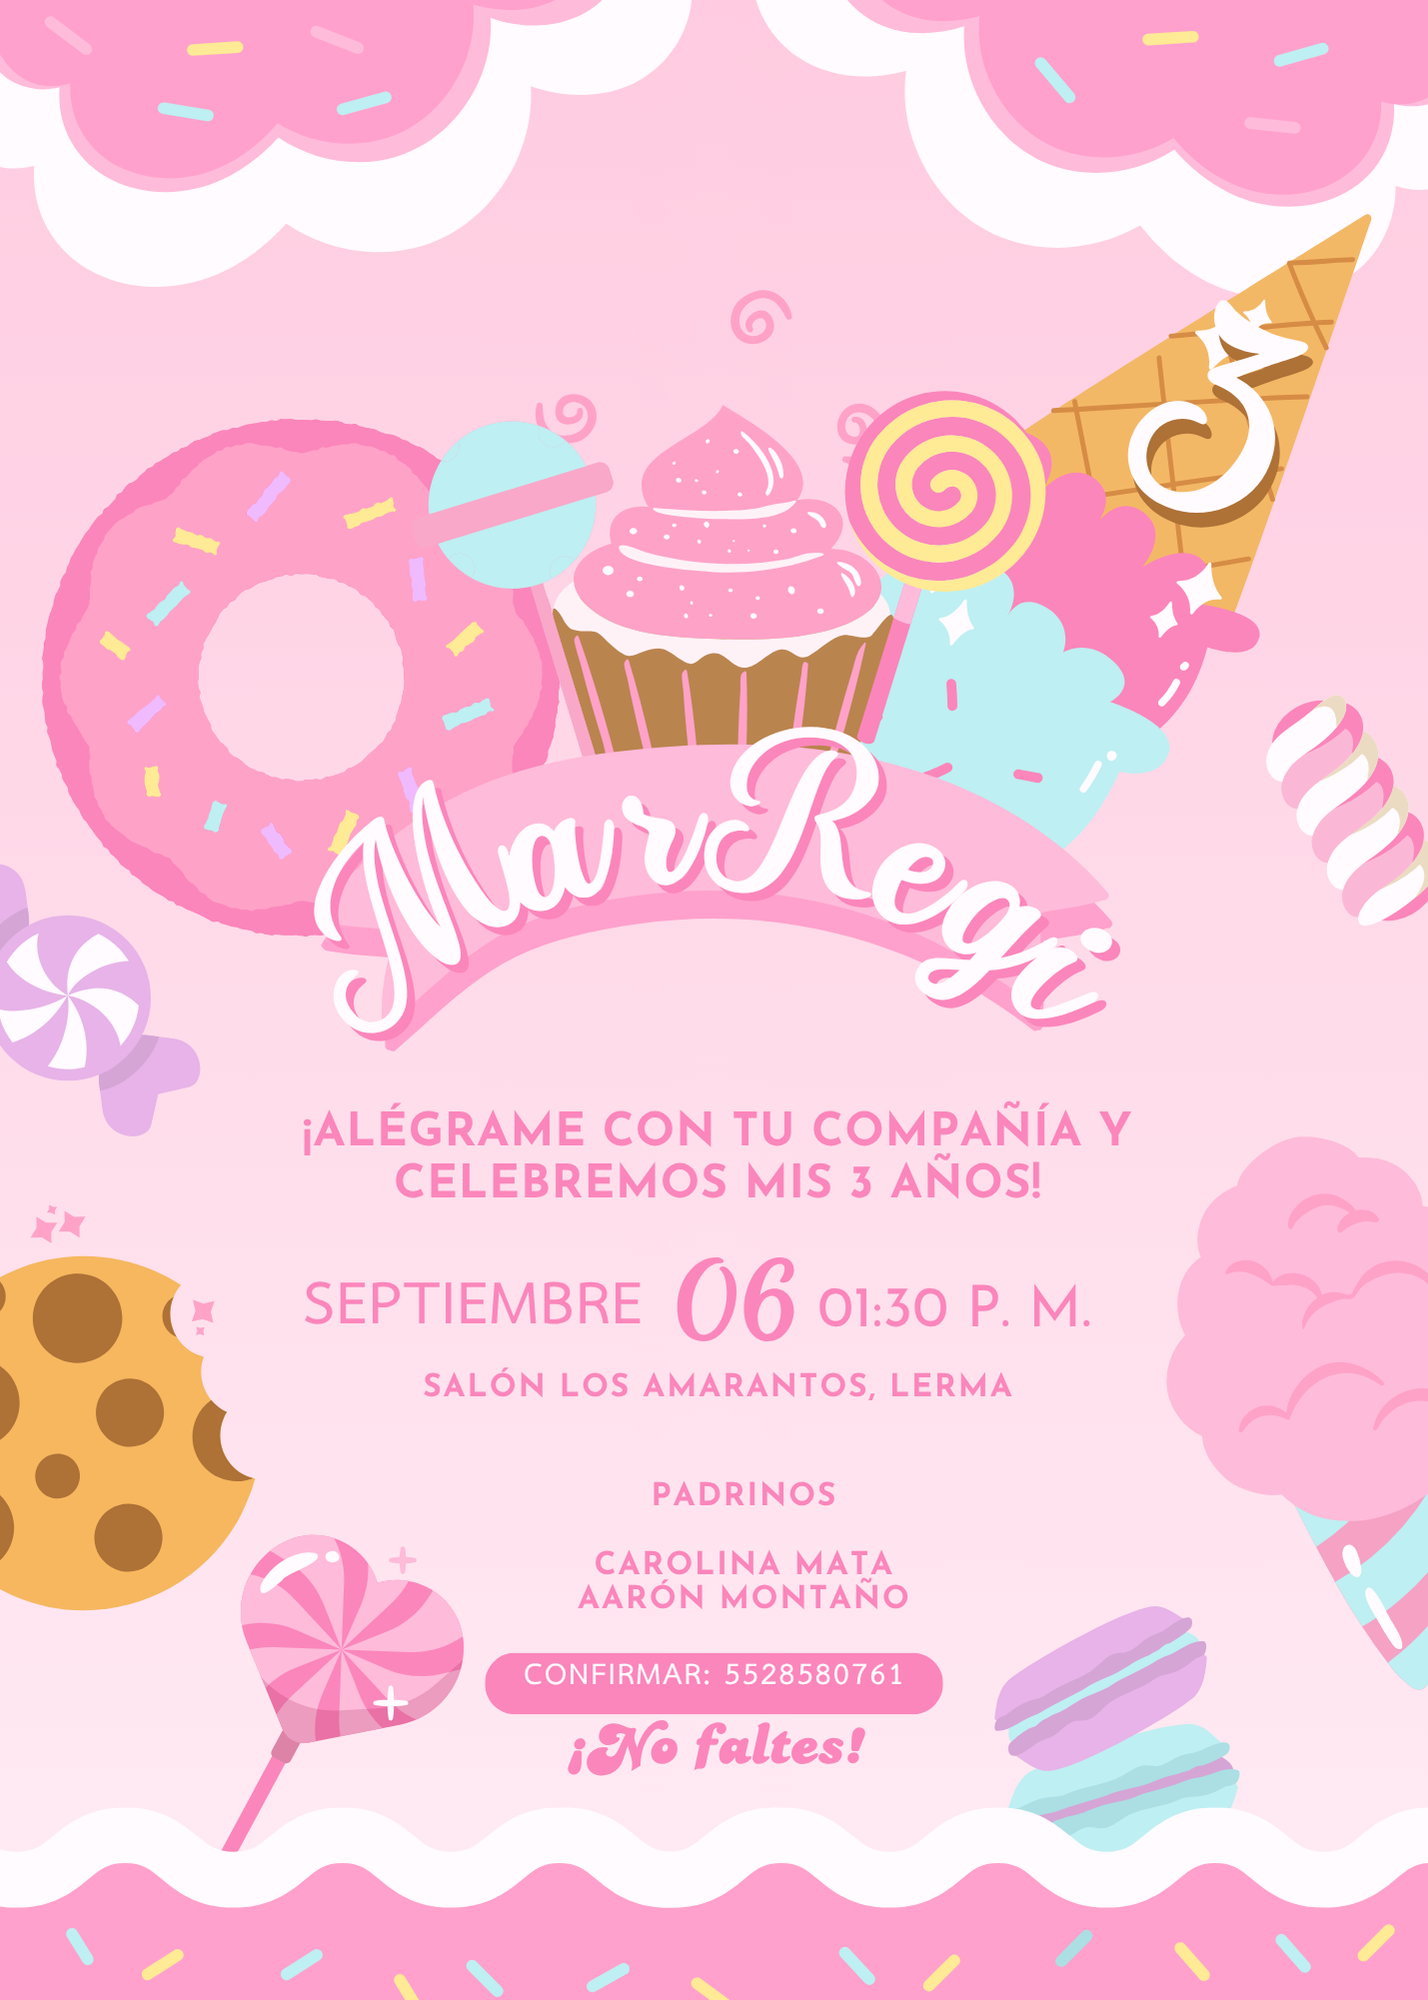 3
MarRegi
¡ALÉGRAME CON TU COMPAÑÍA Y
CELEBREMOS MIS 3 AÑOS!
SEPTIEMBRE 06 01:30 P. M.
SALÓN LOS AMARANTOS, LERMA
PADRINOS
CAROLINA MATA
AARÓN MONTAÑO
CONFIRMAR: 5528580761
¡No faltes!